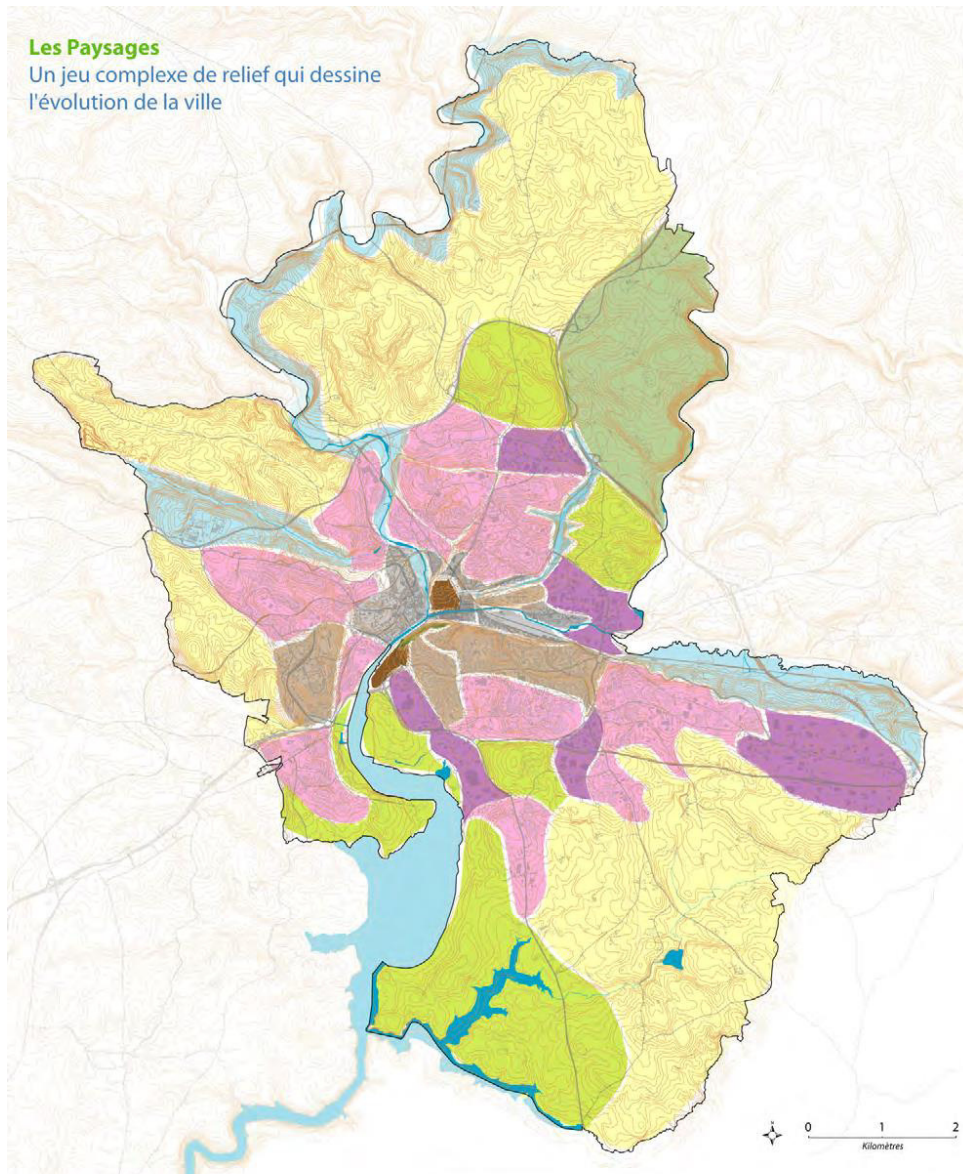 Les Paysages
Un jeu complexe de relief qui dessine
l'évolution de la ville
N
0 1 2
Kilomètres